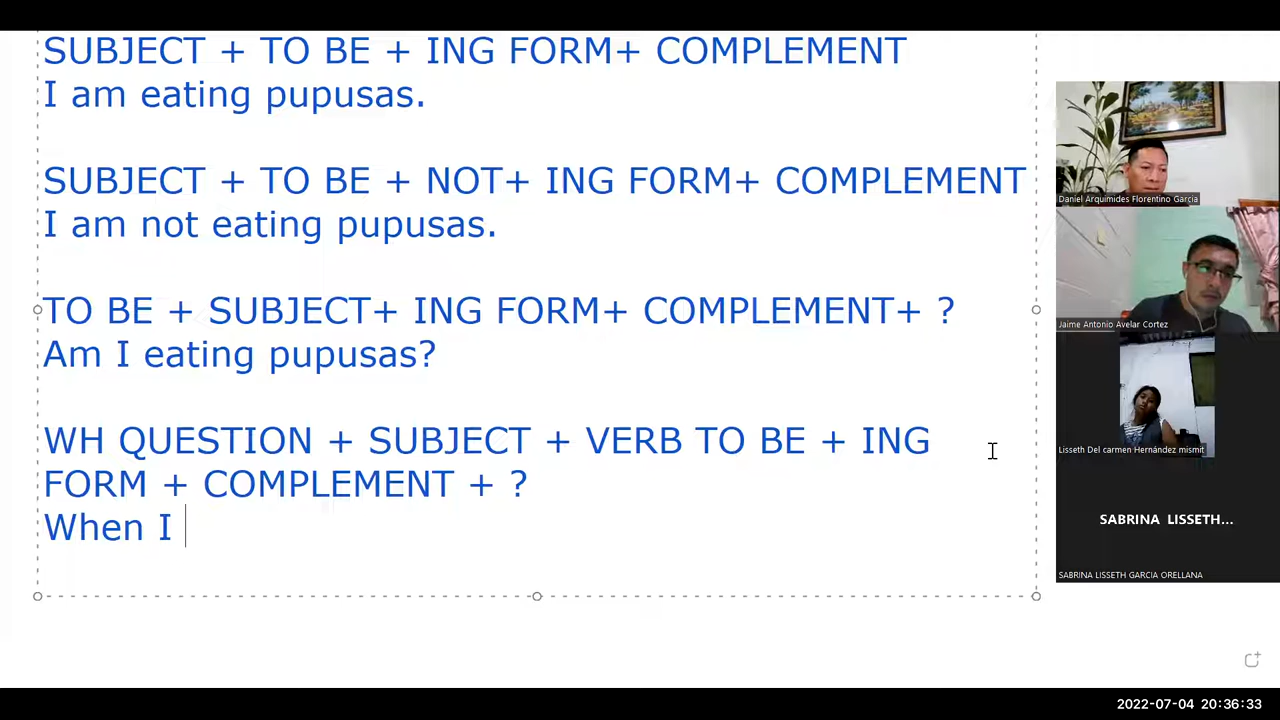 SUBJECT + TO BE + ING FORM+ COMPLEMENT
I am eating pupusas.
SUBJECT + TO BE + NOT+ ING FORM+ COMPLEMENT
I am not eating pupusas.
TO BE + SUBJECT+ ING FORM+ COMPLEMENT+ ?
Am I eating pupusas?
WH QUESTION + SUBJECT + VERB TO BE + ING
FORM + COMPLEMENT + ?
When I
Daniel Arquimides Florentino Garcia
Jaime Antonio Avelar Cortez
Lisseth Del carmen Hernández mismit
SABRINA LISSETH...
SABRINA LISSETH GARCIA ORELLANA
2022-07-04 20:36:33